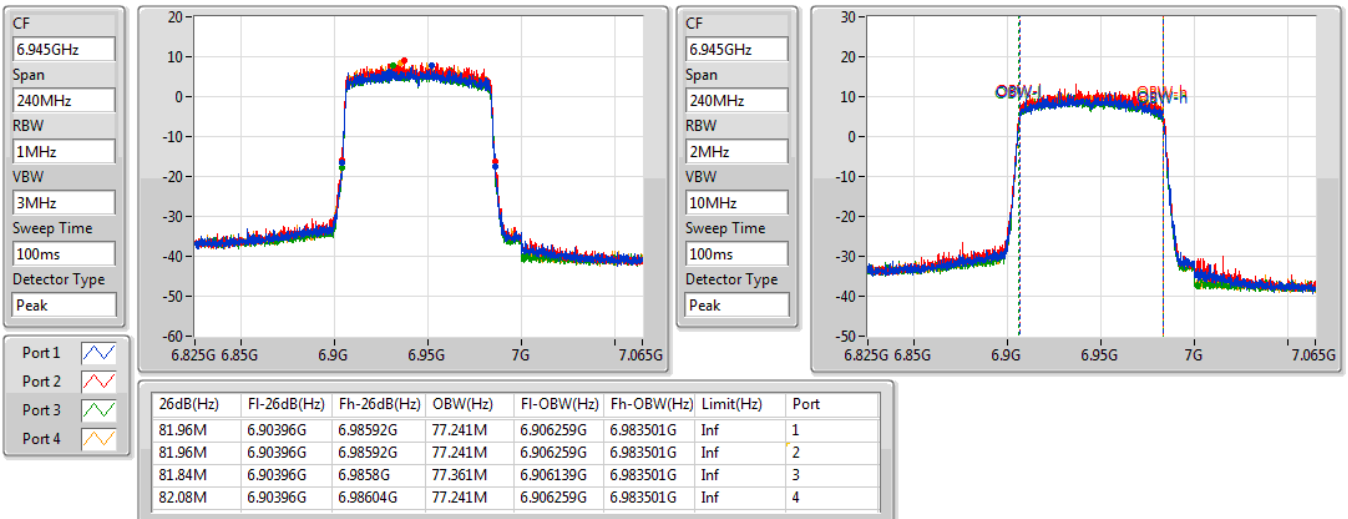 CF
6.945GHz
Span
240MHz
RBW
1MHz
VBW
3MHz
Sweep Time
100ms
Detector Type
Peak
20
10
0
-10
-20
-30
-40
-50
-60
6.825G 6.85G 6.9G 6.95G 7G 7.065G
CF
6.945GHz
Span
240MHz
RBW
2MHz
VBW
10MHz
Sweep Time
100ms
Detector Type
Peak
30
20
10
0
-10
-20
-30
-40
-50
OBW-l OBW-h
6.825G 6.85G 6.9G 6.95G 7G 7.065G
Port 1
Port 2
Port 3
Port 4
26dB(Hz) Fl-26dB(Hz) Fh-26dB(Hz) OBW(Hz) Fl-OBW(Hz) Fh-OBW(Hz) Limit(Hz) Port
81.96M 6.90396G 6.98592G 77.241M 6.906259G 6.983501G Inf 1
81.96M 6.90396G 6.98592G 77.241M 6.906259G 6.983501G Inf 2
81.84M 6.90396G 6.9858G 77.361M 6.906139G 6.983501G Inf 3
82.08M 6.90396G 6.98604G 77.241M 6.906259G 6.983501G Inf 4